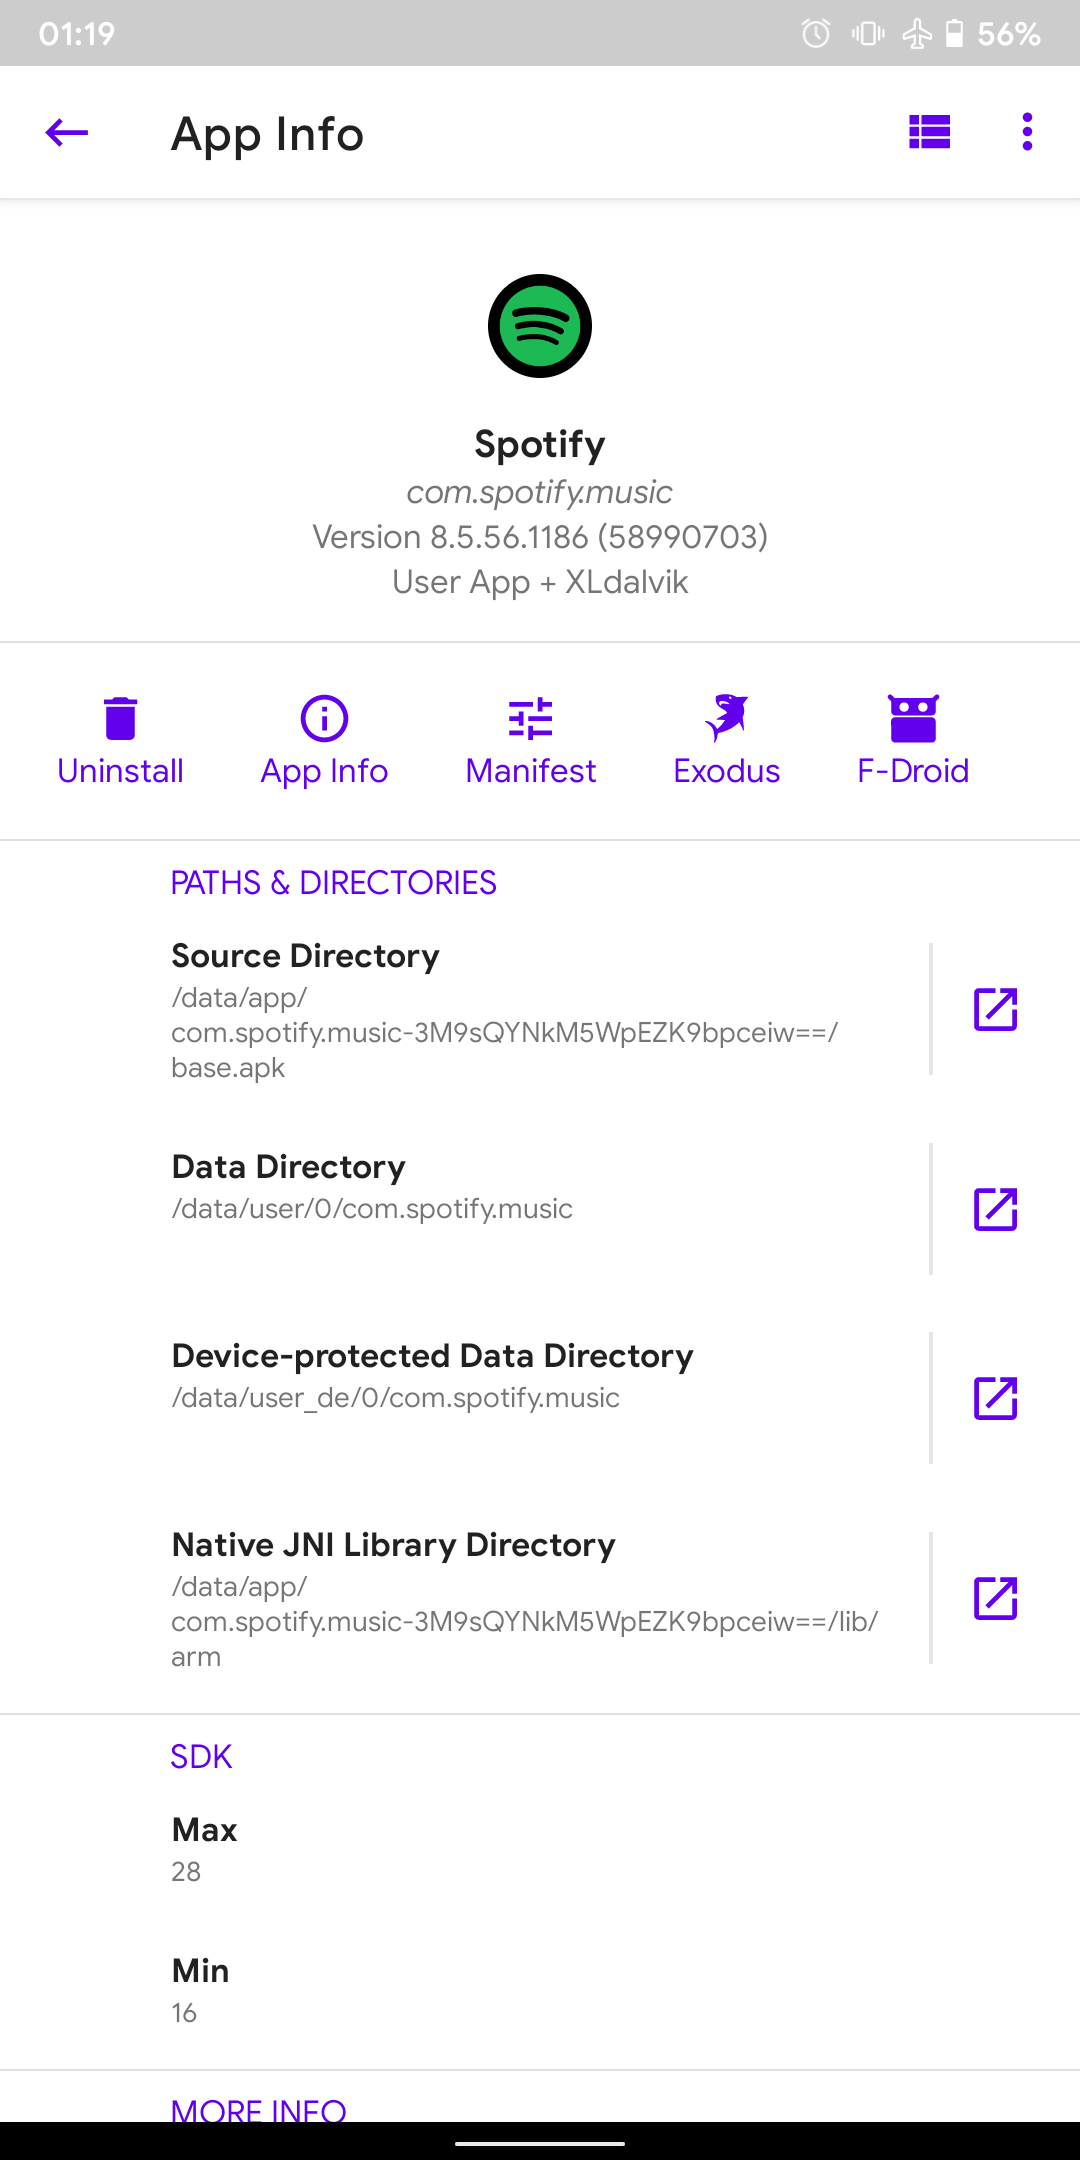 01:19
56%
App Info
Spotify
com.spotify.music
Version 8.5.56.1186 (58990703)
User App + XLdalvik
Uninstall
App Info
Manifest
Exodus
F-Droid
PATHS & DIRECTORIES
Source Directory
/data/app/
com.spotify.music-3M9sQYNkM5WpEZK9bpceiw==/
base.apk
Data Directory
/data/user/0/com.spotify.music
Device-protected Data Directory
/data/user_de/0/com.spotify.music
Native JNI Library Directory
/data/app/
com.spotify.music-3M9sQYNkM5WpEZK9bpceiw==/lib/
arm
SDK
Max
28
Min
16
MORE INFO